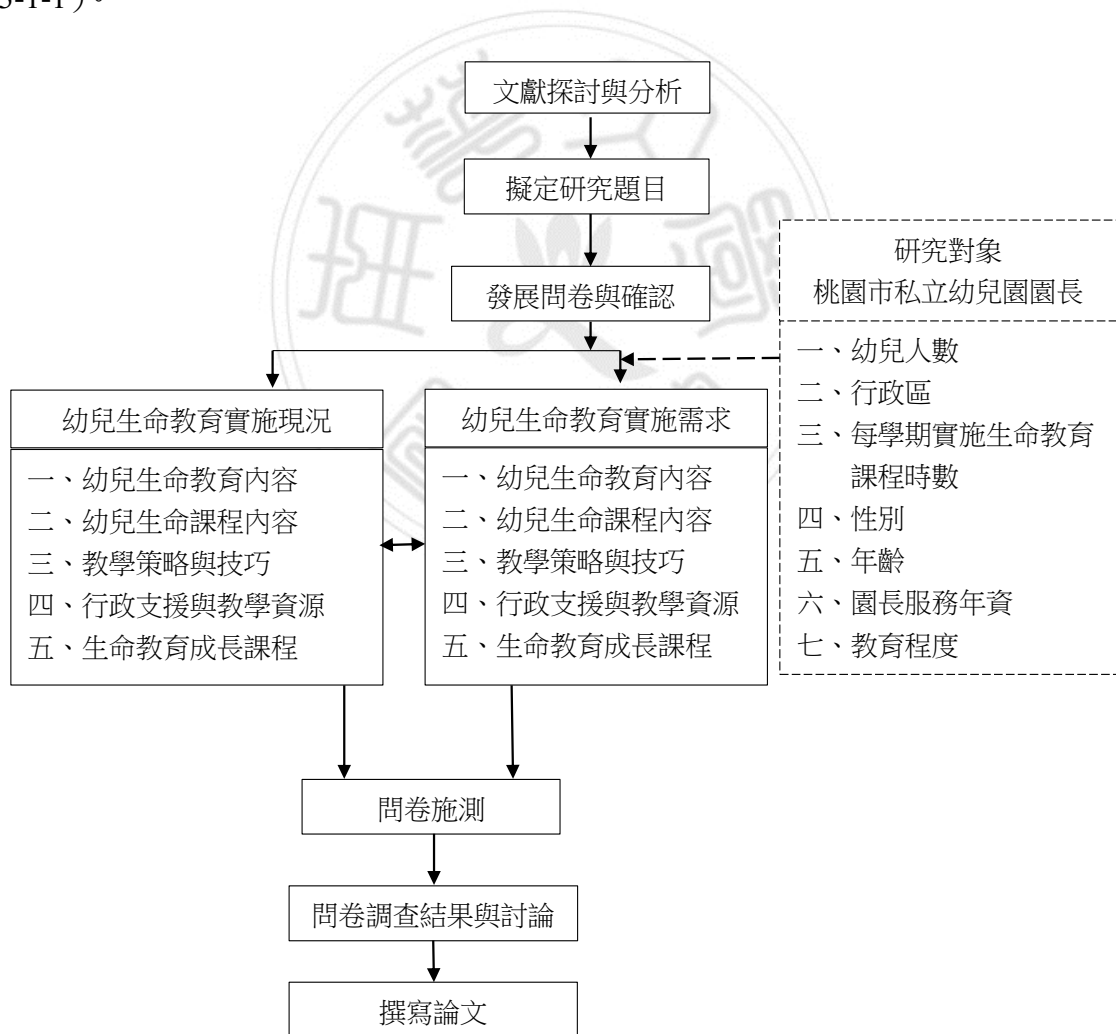 3-1-1)。
文獻探討與分析
擬定研究題目
發展問卷與確認
研究對象
桃園市私立幼兒園園長
一、幼兒人數
二、行政區
三、每學期實施生命教育
課程時數
四、性別
五、年齡
六、園長服務年資
七、教育程度
幼兒生命教育實施現況
一、幼兒生命教育內容
二、幼兒生命課程內容
三、教學策略與技巧
四、行政支援與教學資源
五、生命教育成長課程
幼兒生命教育實施需求
一、幼兒生命教育內容
二、幼兒生命課程內容
三、教學策略與技巧
四、行政支援與教學資源
五、生命教育成長課程
問卷施測
問卷調查結果與討論
撰寫論文